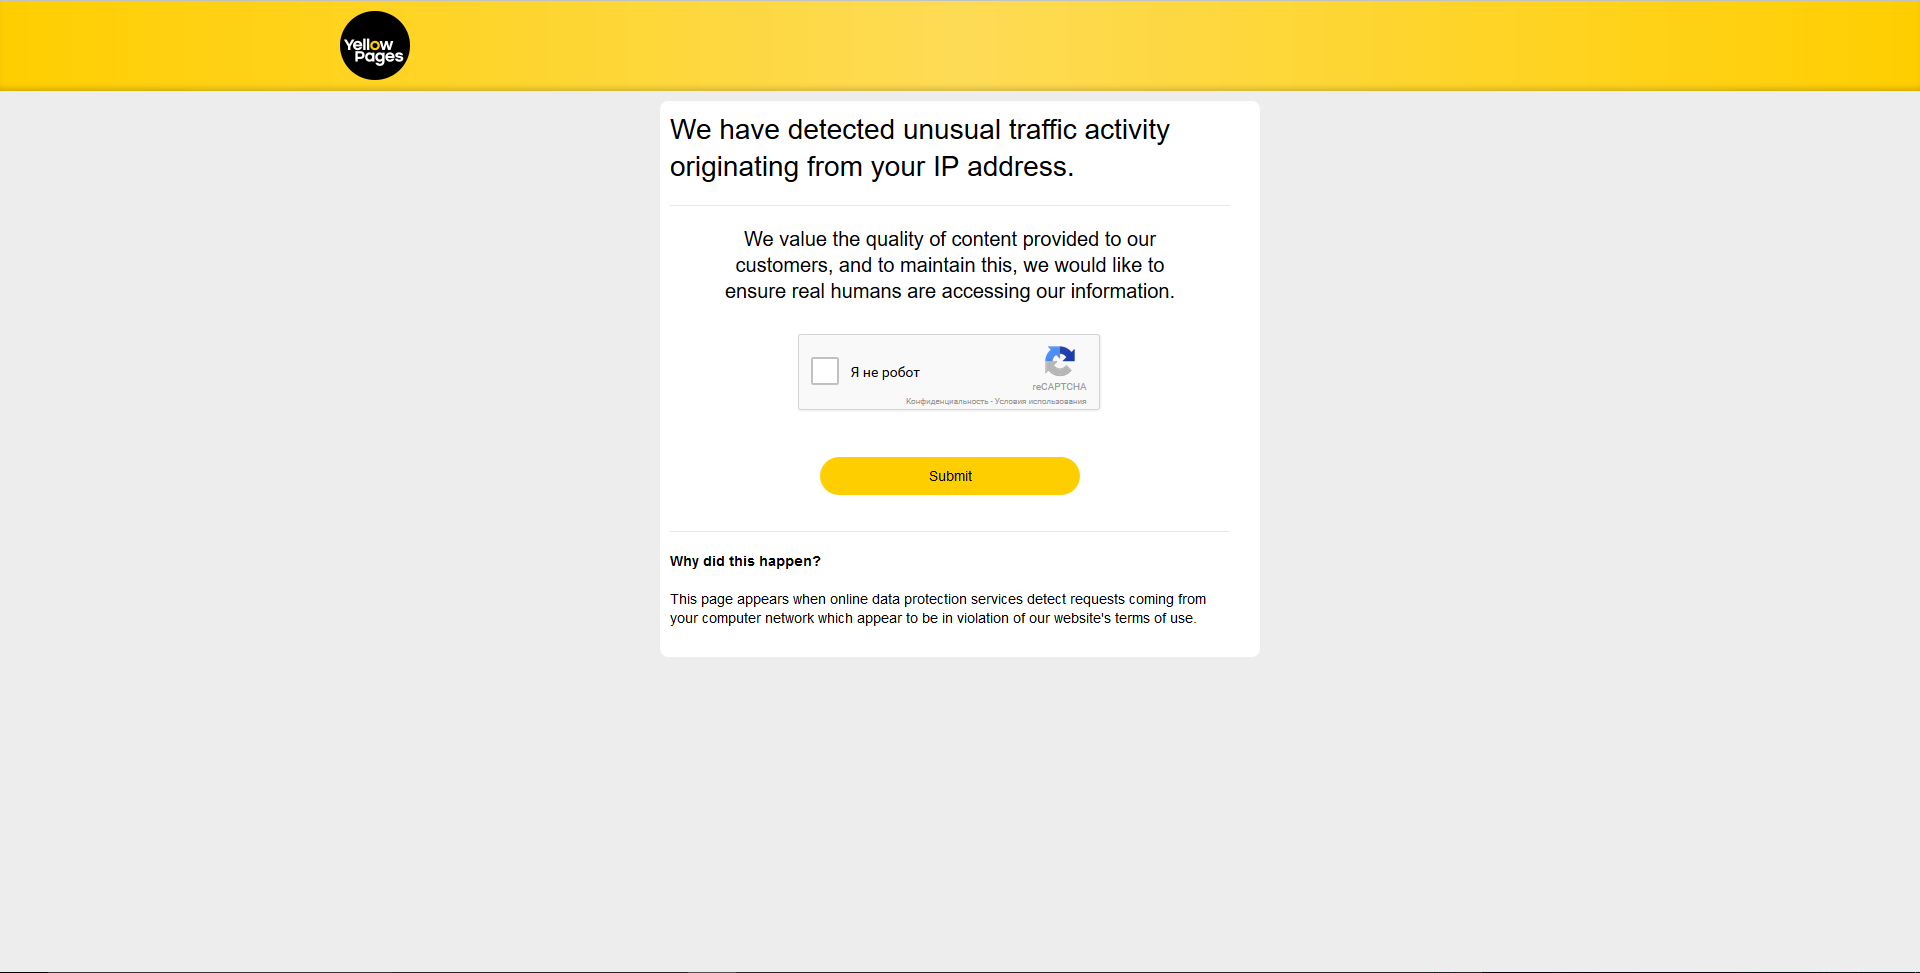 Yellow
Pages
We have detected unusual traffic activity
originating from your IP address.
We value the quality of content provided to our
customers, and to maintain this, we would like to
ensure real humans are accessing our information.
Я не робот
reCAPTCHA
Конфиденциальность - Условия использования
Submit
Why did this happen?
This page appears when online data protection services detect requests coming from
your computer network which appear to be in violation of our website's terms of use.